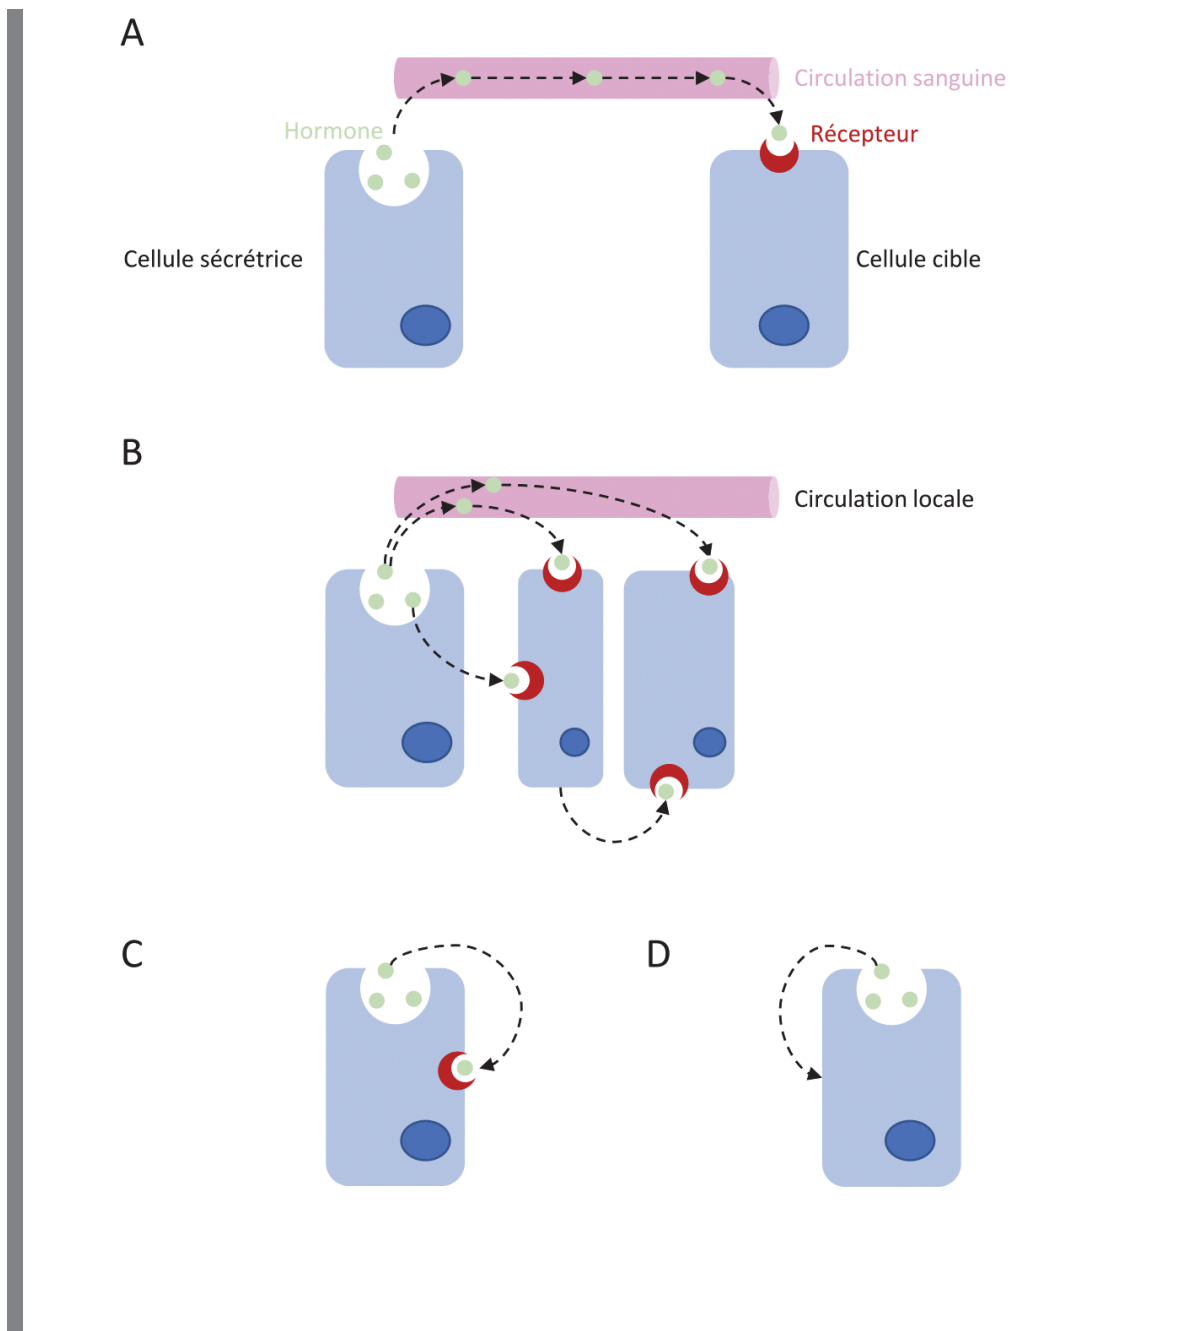 A
Circulation sanguine
Hormone
Récepteur
Cellule sécrétrice
Cellule cible
B
Circulation locale
C
D